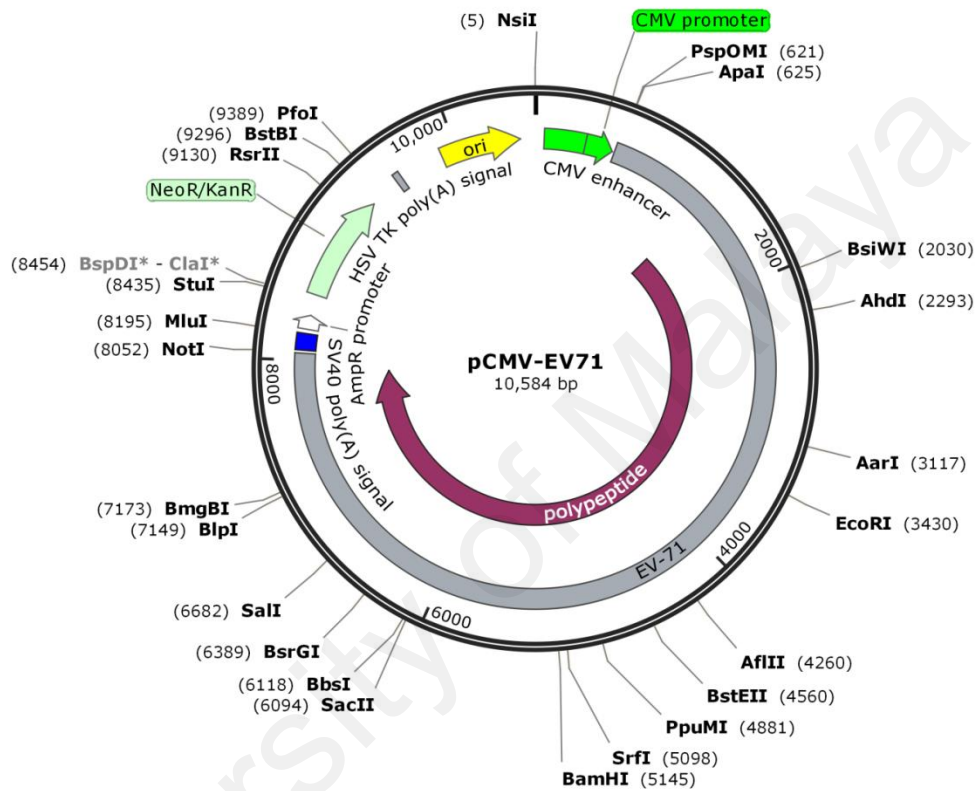 (5) NsiI
CMV promoter
PspOMI (621)
ApaI (625)
BsiWI (2030)
AhdI (2293)
AarI (3117)
EcoRI (3430)
AflII (4260)
BstEII (4560)
PpuMI (4881)
SrfI (5098)
BamHI (5145)
(6094) SacII
(6118) BbsI
(6389) BsrGI
(6682) SalI
(7149) BlpI
(7173) BmgBI
(8052) NotI
(8195) MluI
(8435) StuI
(8454) BspDI* - ClaI*
NeoR/KanR
(9130) RsrII
(9296) BstBI
(9389) PfoI
2000
4000
6000
8000
10,000
ori
CMV enhancer
HSV TK poly(A) signal
AmpR promoter
SV40 poly(A) signal
EV-71
polypeptide
pCMV-EV71
10,584 bp
ersity of Malaya